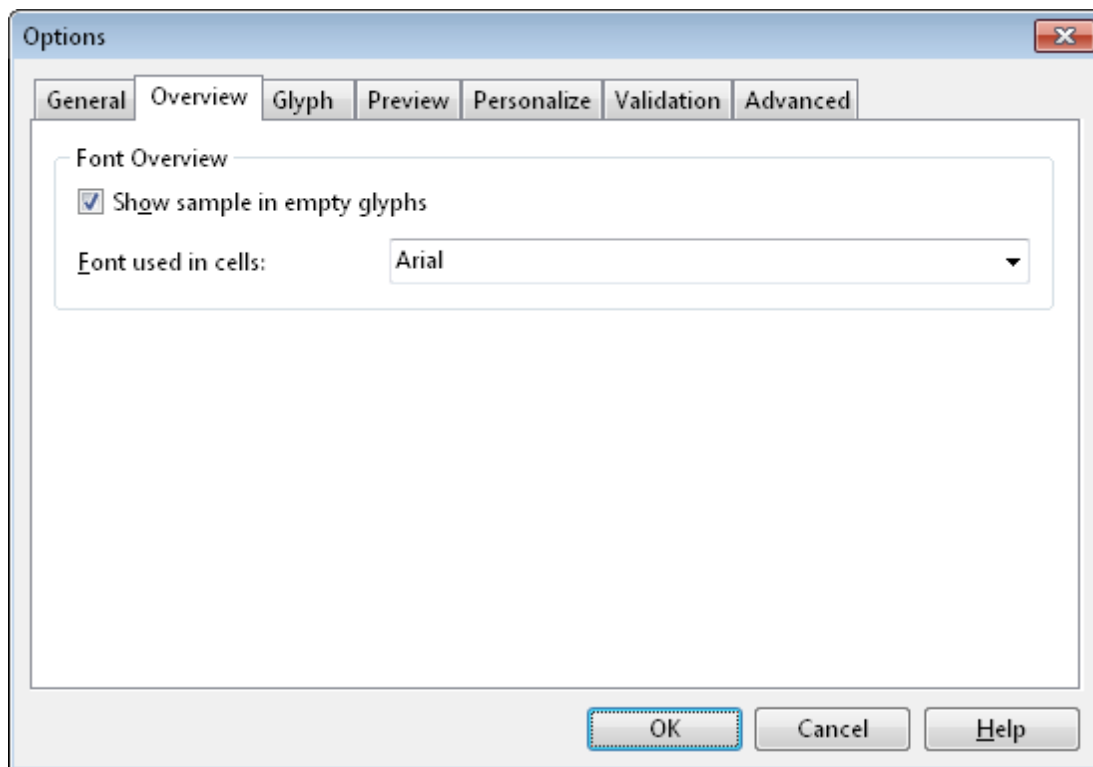 Options
General Overview Glyph Preview Personalize Validation Advanced
Font Overview
Show sample in empty glyphs
Font used in cells: Arial
OK Cancel Help